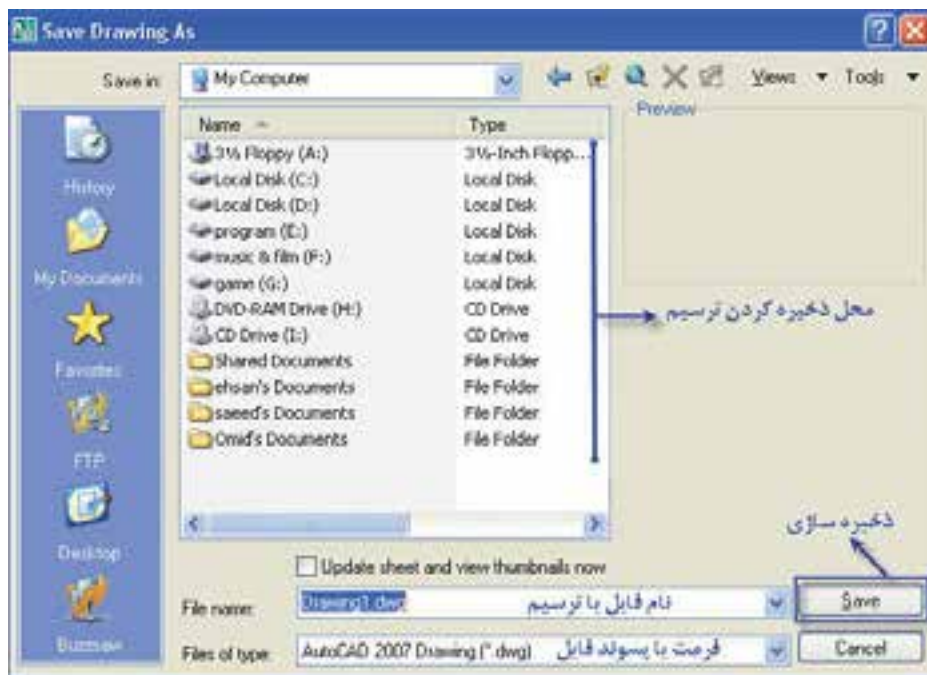 Save Drawing As
Save in:
My Computer
Views
Tools
Name
Type
Preview
3½ Floppy (A:)
3½-Inch Flopp...
Local Disk (C:)
Local Disk
Local Disk (D:)
Local Disk
program (E:)
Local Disk
music & film (F:)
Local Disk
game (G:)
Local Disk
DVD-RAM Drive (H:)
CD Drive
CD Drive (I:)
CD Drive
Shared Documents
File Folder
ehsan's Documents
File Folder
saeed's Documents
File Folder
Omid's Documents
File Folder
History
My Documents
Favorites
FTP
Desktop
Buzzsaw
محل ذخیره کردن ترسیم
ذخیره سازی
Update sheet and view thumbnails now
File name:
Drawing1.dwg
نام فایل یا ترسیم
Save
Files of type:
AutoCAD 2007 Drawing (*.dwg)
فرمت یا پسوند فایل
Cancel